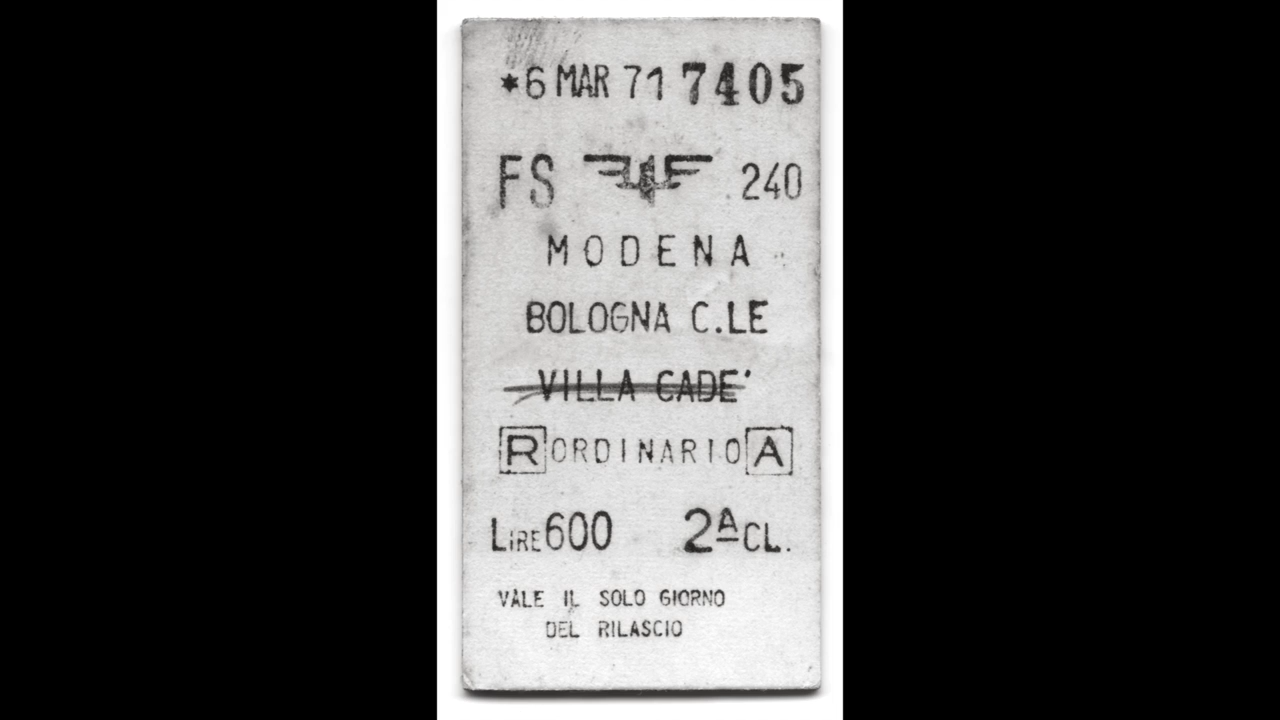 *6 MAR 71 7405
FS 240
MODENA
BOLOGNA C.LE
VILLA CADE'
R ORDINARIO A
LIRE 600 2ᴬ CL.
VALE IL SOLO GIORNO
DEL RILASCIO